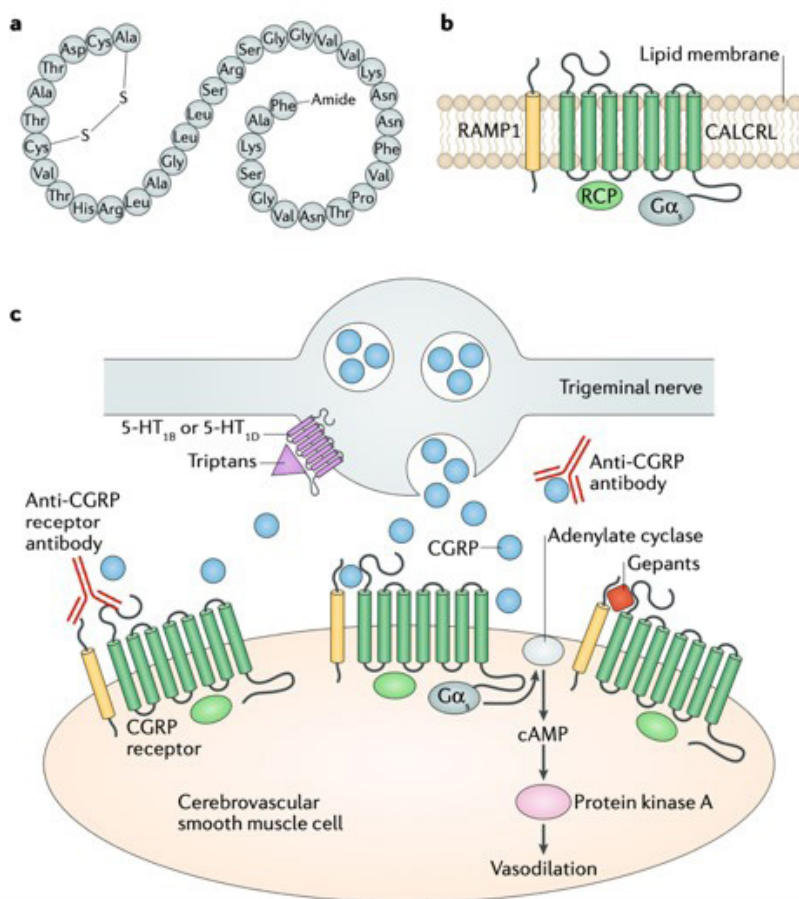 a
Ala
Cys
Asp
Thr
Ala
Thr
Cys
Val
Thr
His
Arg
Leu
Ala
Gly
Leu
Leu
Ser
Arg
Ser
Gly
Gly
Val
Val
Lys
Asn
Asn
Phe
Val
Pro
Thr
Asn
Val
Gly
Ser
Lys
Ala
Phe
Amide
S
S
b
Lipid membrane
RAMP1
CALCRL
RCP
Gαs
c
Trigeminal nerve
5-HT1B or 5-HT1D
Triptans
Anti-CGRP
antibody
Anti-CGRP
receptor
antibody
CGRP
Adenylate cyclase
Gepants
Gαs
CGRP
receptor
cAMP
Cerebrovascular
smooth muscle cell
Protein kinase A
Vasodilation